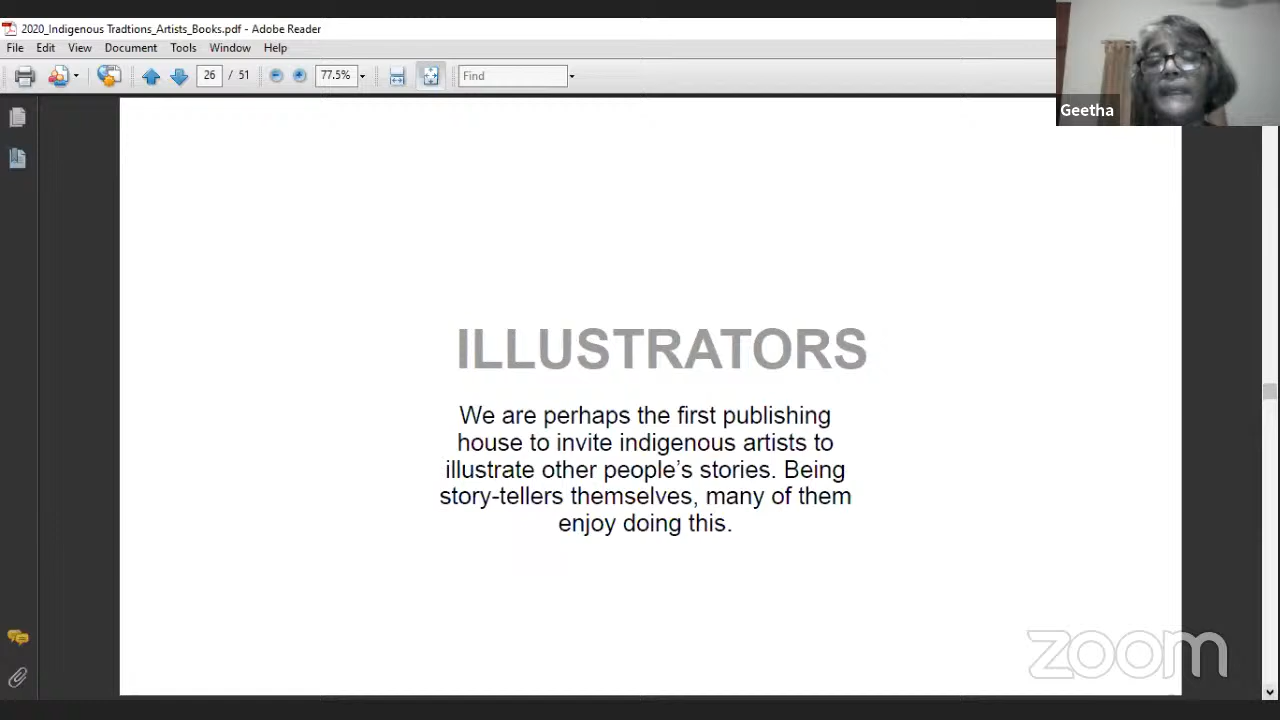 2020_Indigenous Tradtions_Artists_Books.pdf - Adobe Reader
File Edit View Document Tools Window Help
26 / 51 77.5% Find
Geetha
ILLUSTRATORS
We are perhaps the first publishing
house to invite indigenous artists to
illustrate other people’s stories. Being
story-tellers themselves, many of them
enjoy doing this.
zoom